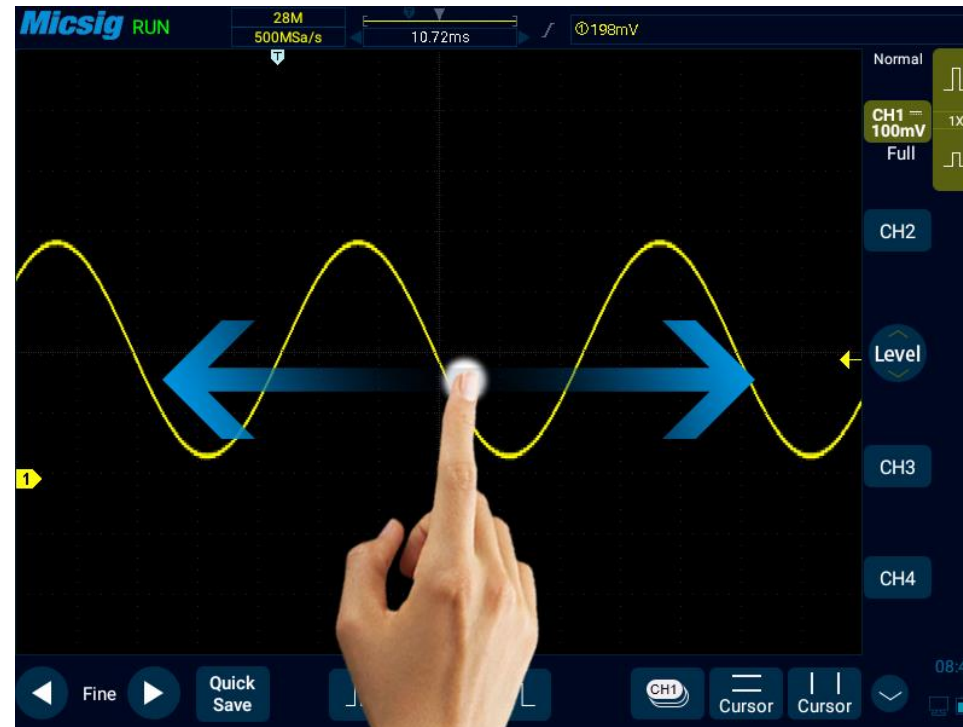 Micsig RUN
28M
500MSa/s
10.72ms
①198mV
T
Normal
CH1
100mV
1X
Full
CH2
Level
1
CH3
CH4
Fine
Quick
Save
CH1
Cursor
Cursor